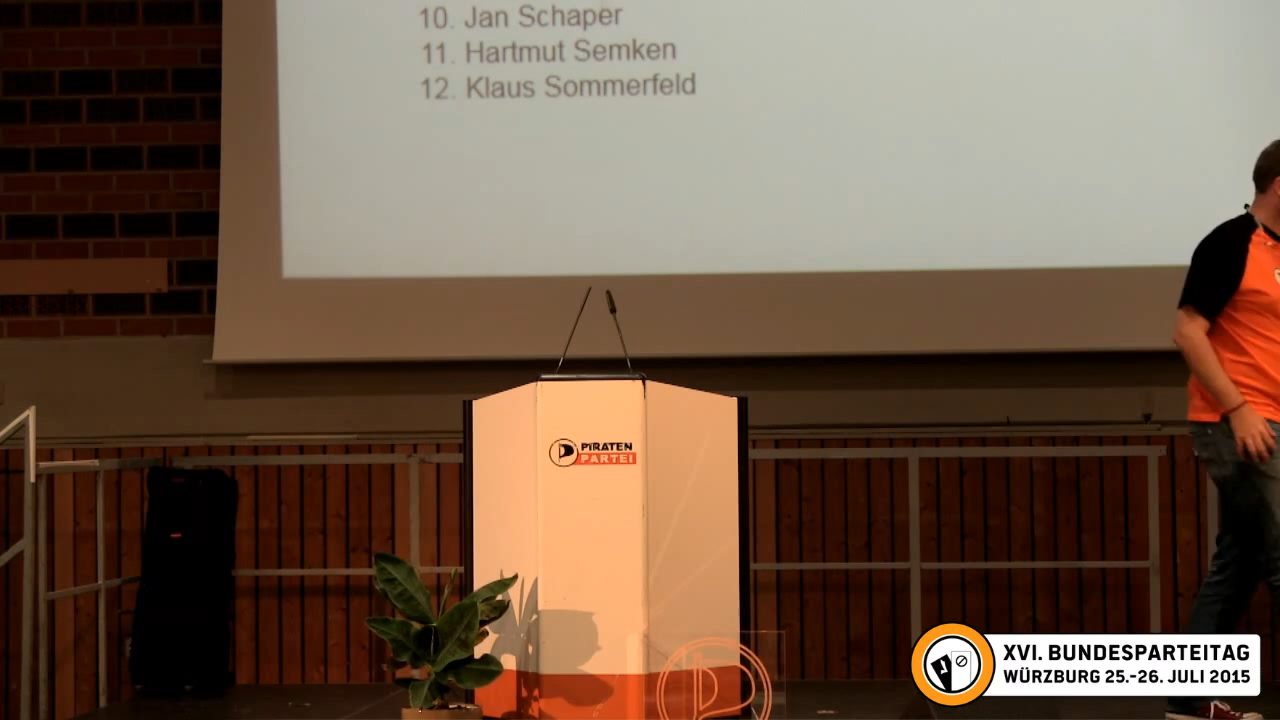 10. Jan Schaper
11. Hartmut Semken
12. Klaus Sommerfeld
PIRATEN
PARTEI
XVI. BUNDESPARTEITAG
WÜRZBURG 25.-26. JULI 2015